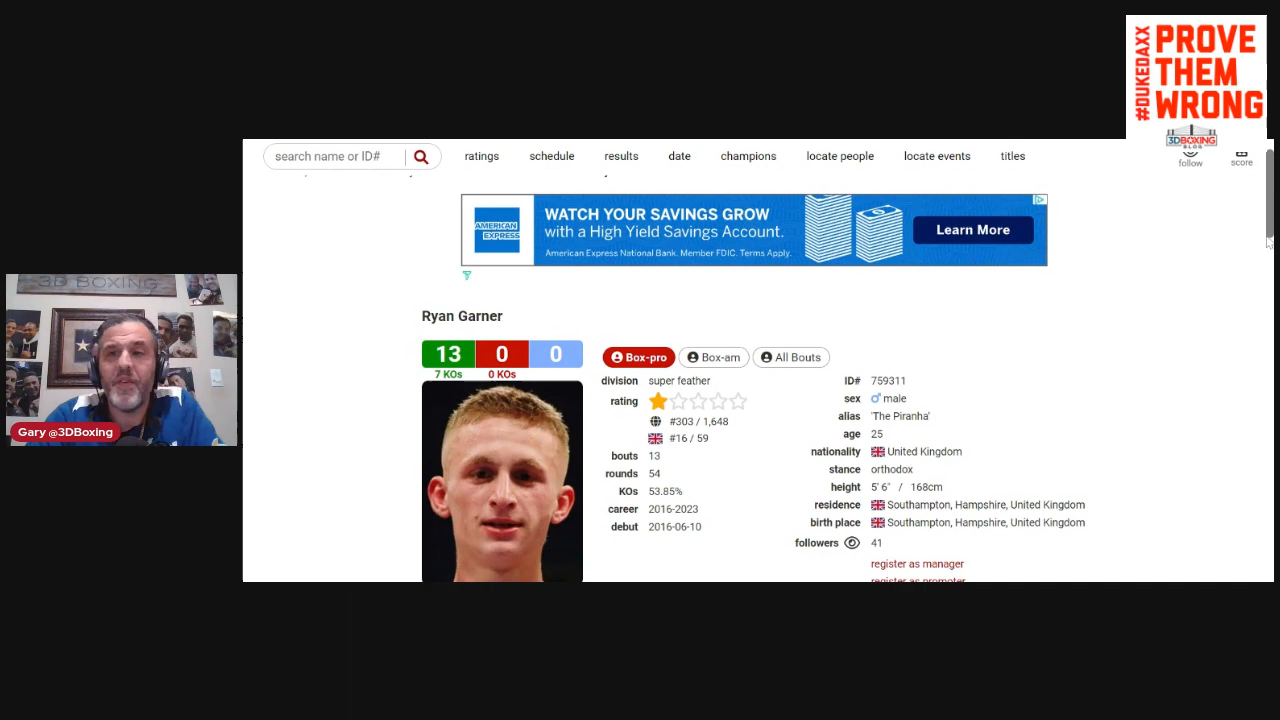 #DUKEDAXX
PROVE
THEM
WRONG
3DBOXING
BLOG
search name or ID#
ratings
schedule
results
date
champions
locate people
locate events
titles
follow
score
AMERICAN
EXPRESS
WATCH YOUR SAVINGS GROW
with a High Yield Savings Account.
American Express National Bank. Member FDIC. Terms Apply.
Learn More
Ryan Garner
13 0 0
7 KOs 0 KOs
Box-pro
Box-am
All Bouts
division super feather
rating
#303 / 1,648
#16 / 59
bouts 13
rounds 54
KOs 53.85%
career 2016-2023
debut 2016-06-10
ID# 759311
sex male
alias 'The Piranha'
age 25
nationality United Kingdom
stance orthodox
height 5' 6" / 168cm
residence Southampton, Hampshire, United Kingdom
birth place Southampton, Hampshire, United Kingdom
followers 41
register as manager
register as promoter
3D BOXING
Gary @3DBoxing